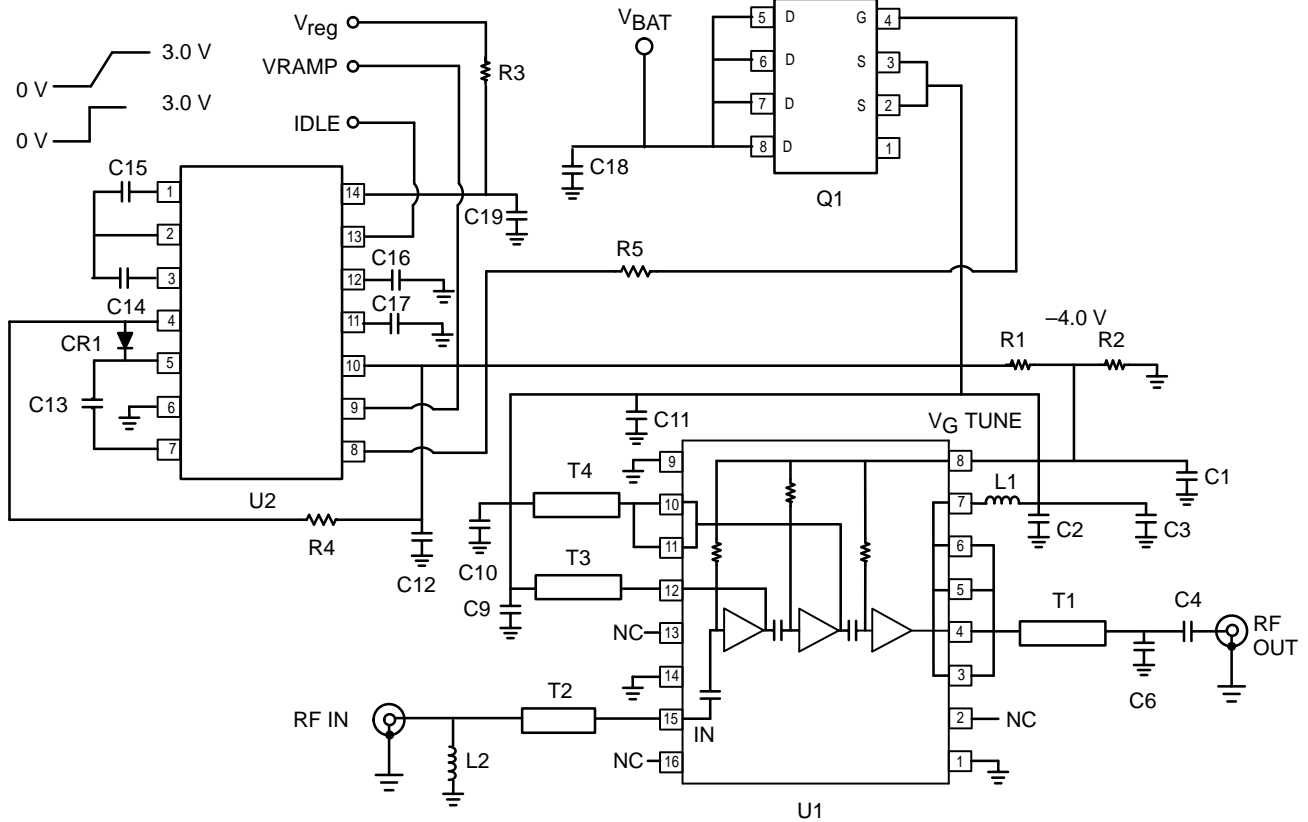 Vreg
3.0 V
0 V
VRAMP
R3
3.0 V
0 V
IDLE
VBAT
5 D
G 4
6 D
S 3
7 D
S 2
8 D
1
C18
Q1
C15
1
14
C19
2
13
R5
3
12
C16
C14
4
11
C17
CR1
5
10
–4.0 V
R1
R2
C13
6
9
7
8
U2
C11
VG TUNE
R4
C12
9
8
C1
T4
10
7
L1
C10
11
6
C2
C3
T3
12
5
C9
T1
C4
NC
13
4
RF
OUT
14
3
C6
T2
RF IN
15
IN
2
NC
L2
NC
16
1
U1